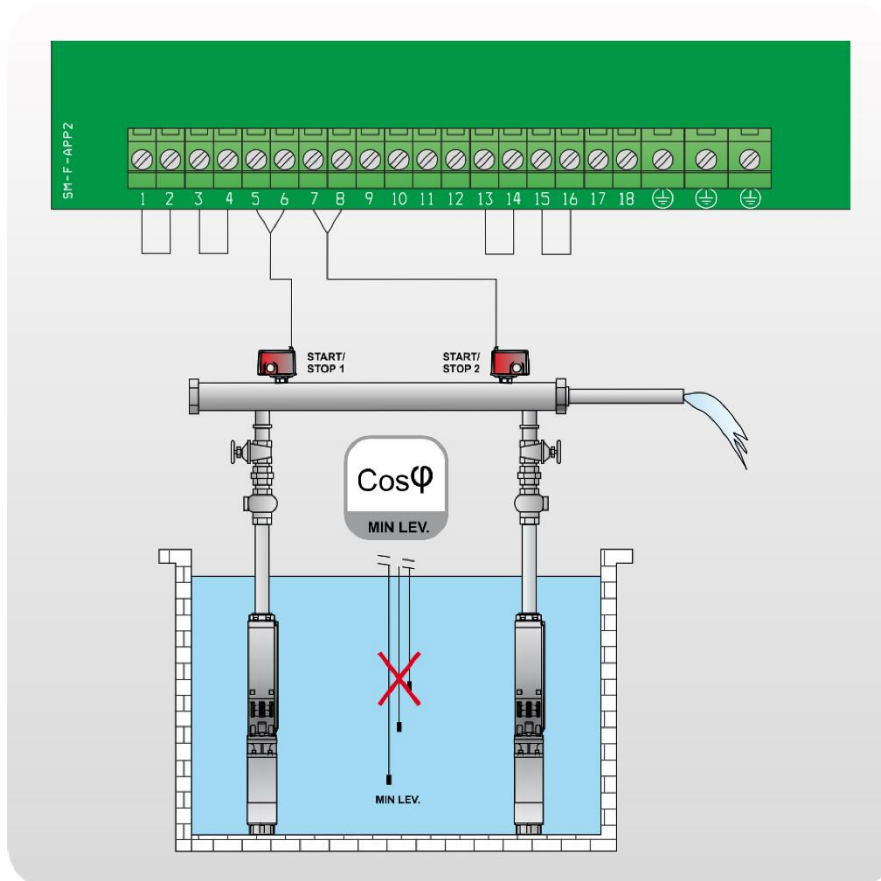 SM-F-APP2
1 2 3 4 5 6 7 8 9 10 11 12 13 14 15 16 17 18
START/
STOP 1
START/
STOP 2
Cosφ
MIN LEV.
MIN LEV.